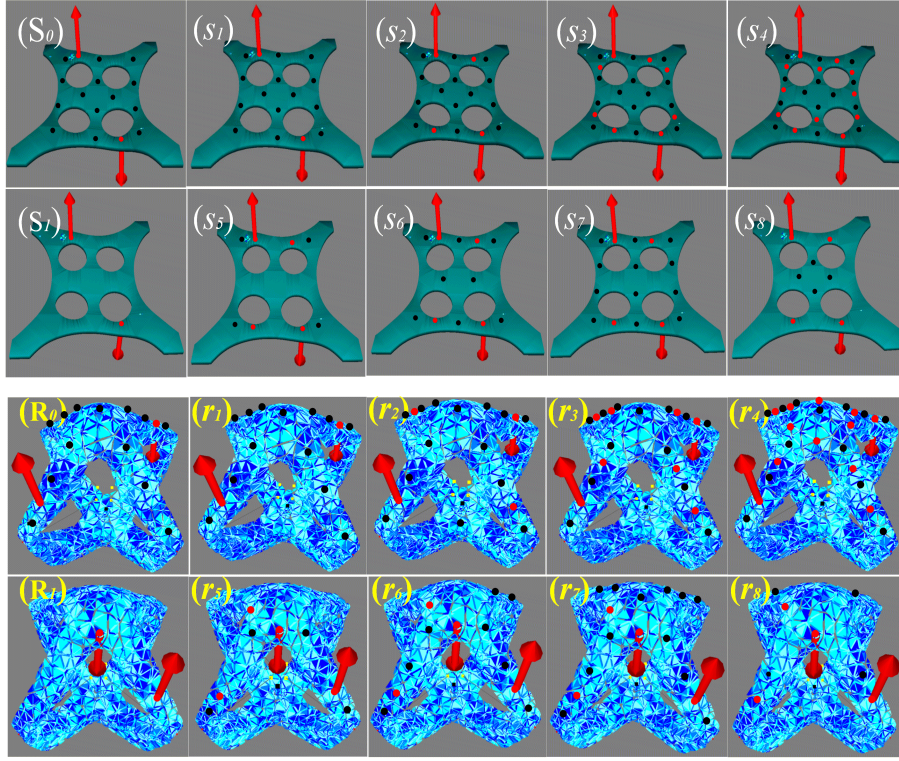 (S0) (s1) (s2) (s3) (s4)
(S1) (s5) (s6) (s7) (s8)
(R0) (r1) (r2) (r3) (r4)
(R1) (r5) (r6) (r7) (r8)